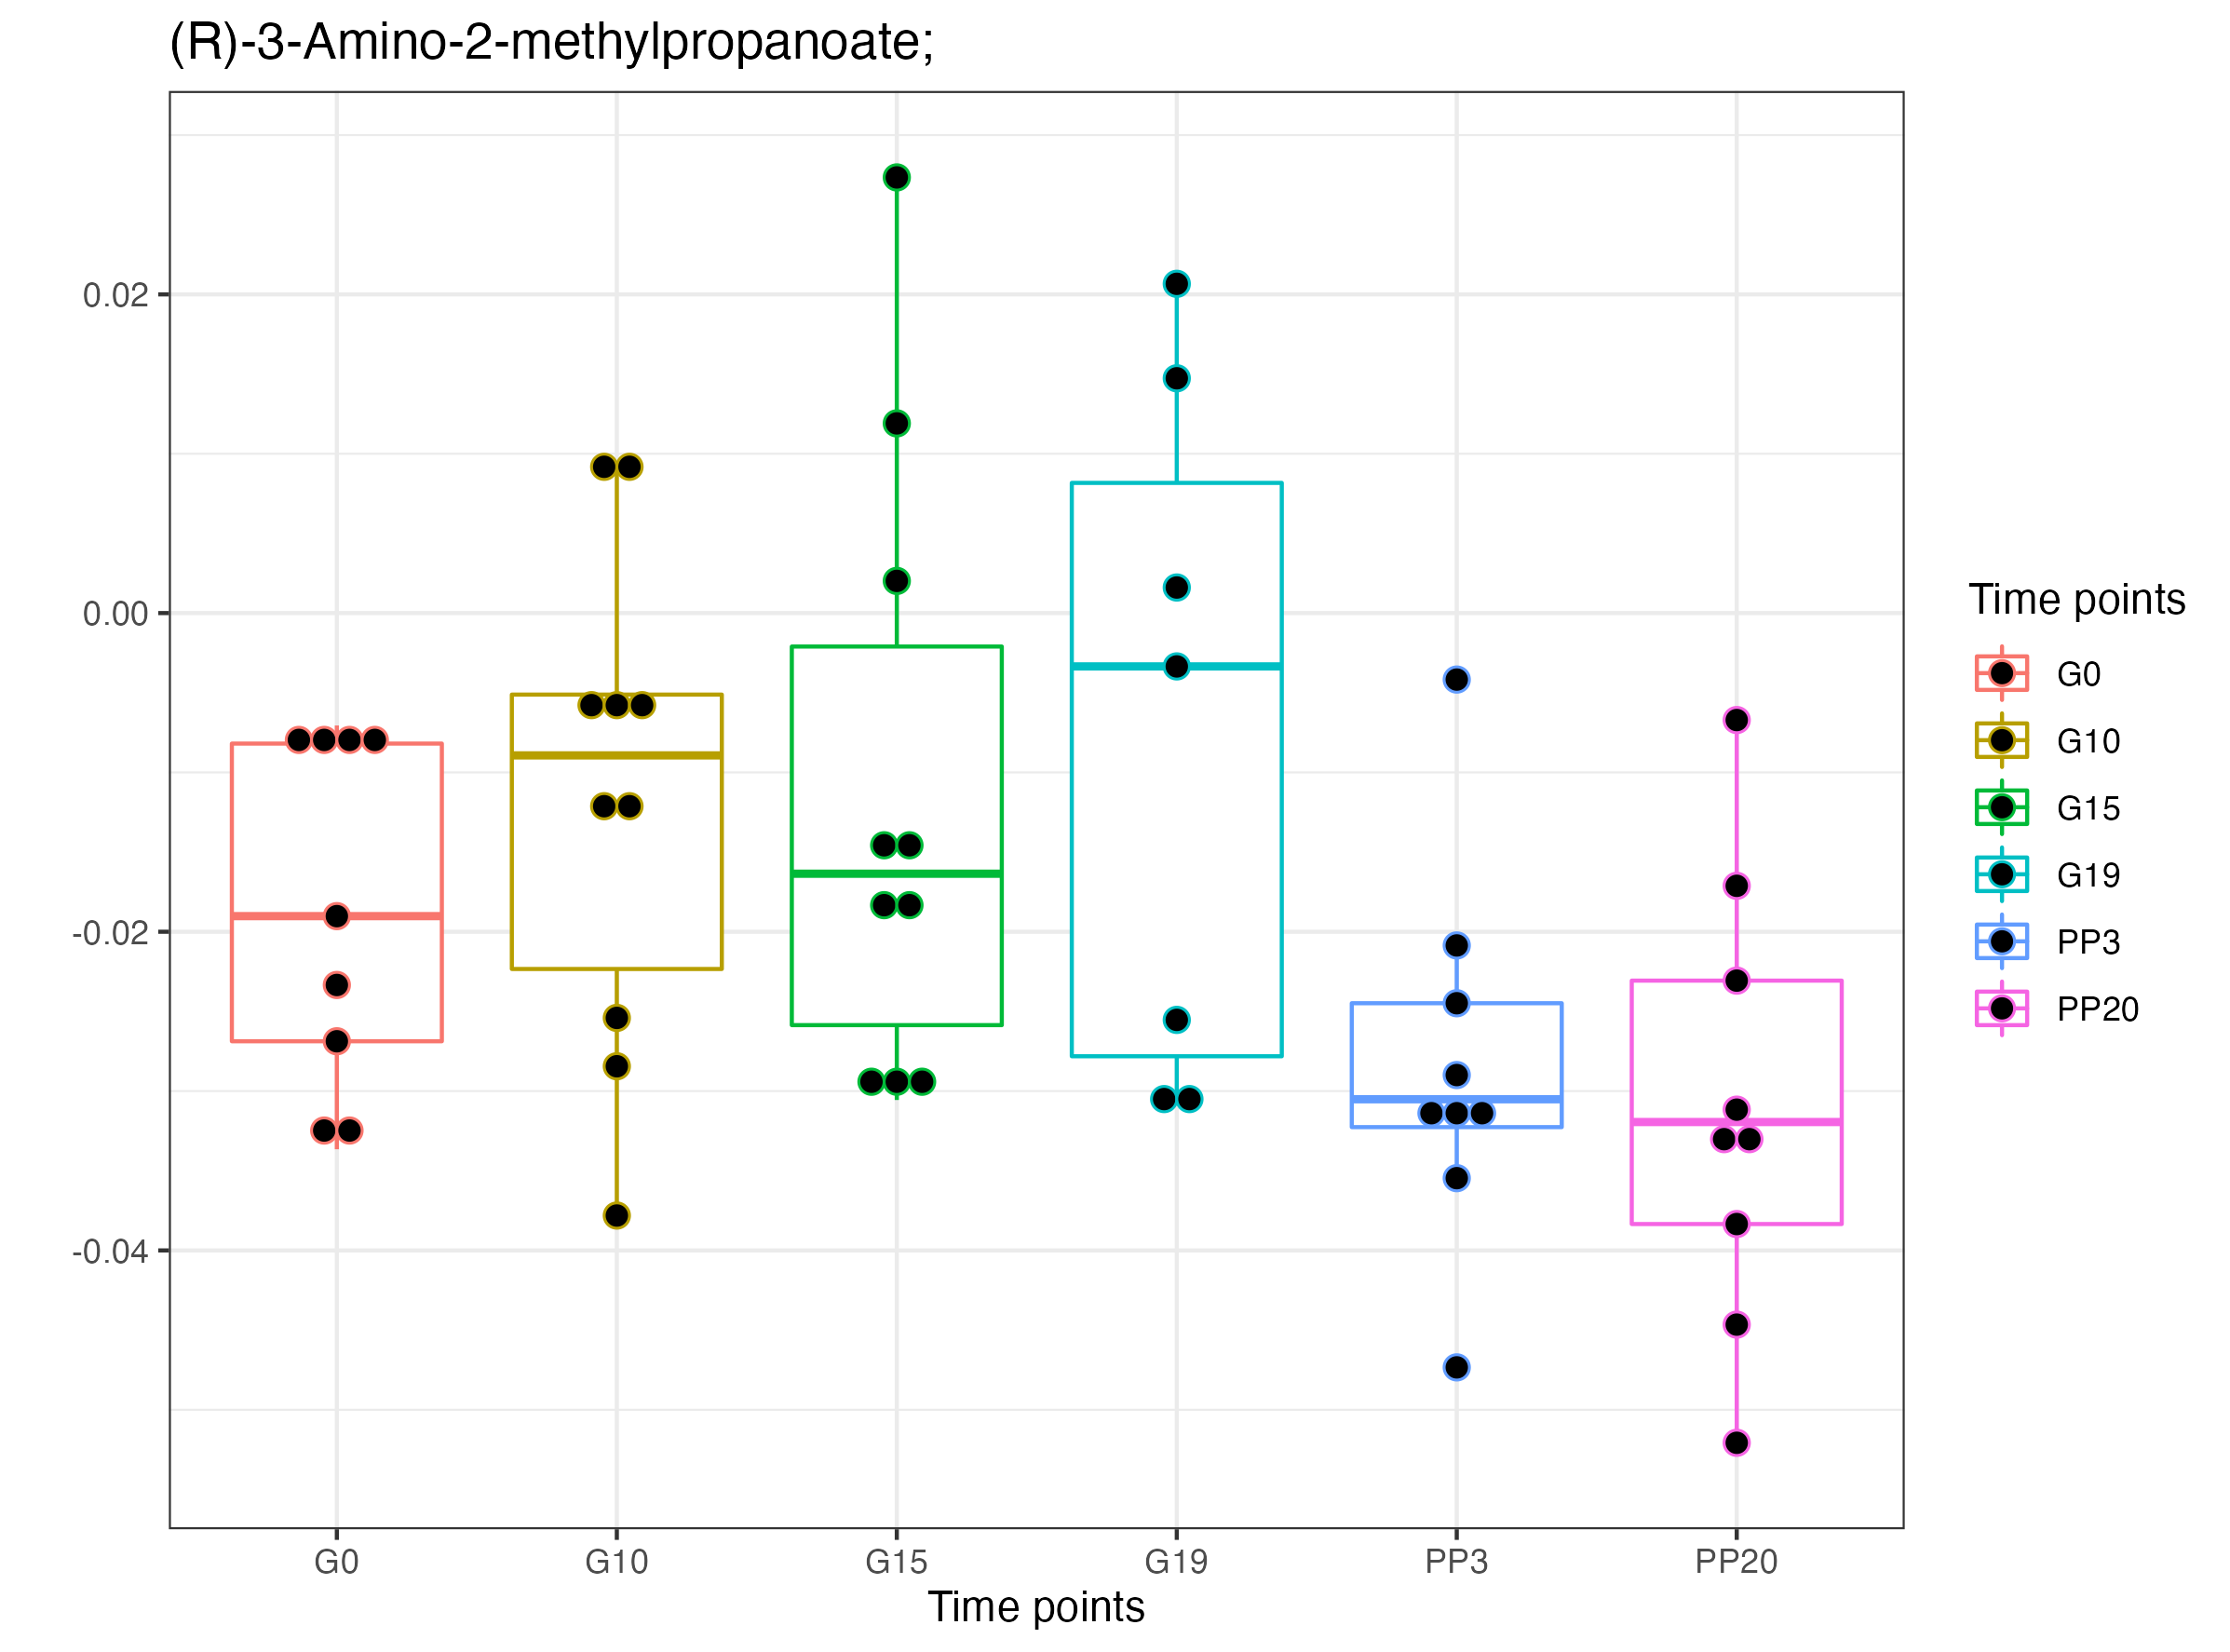 (R)-3-Amino-2-methylpropanoate;
0.02
0.00
-0.02
-0.04
G0 G10 G15 G19 PP3 PP20
Time points
Time points
G0
G10
G15
G19
PP3
PP20